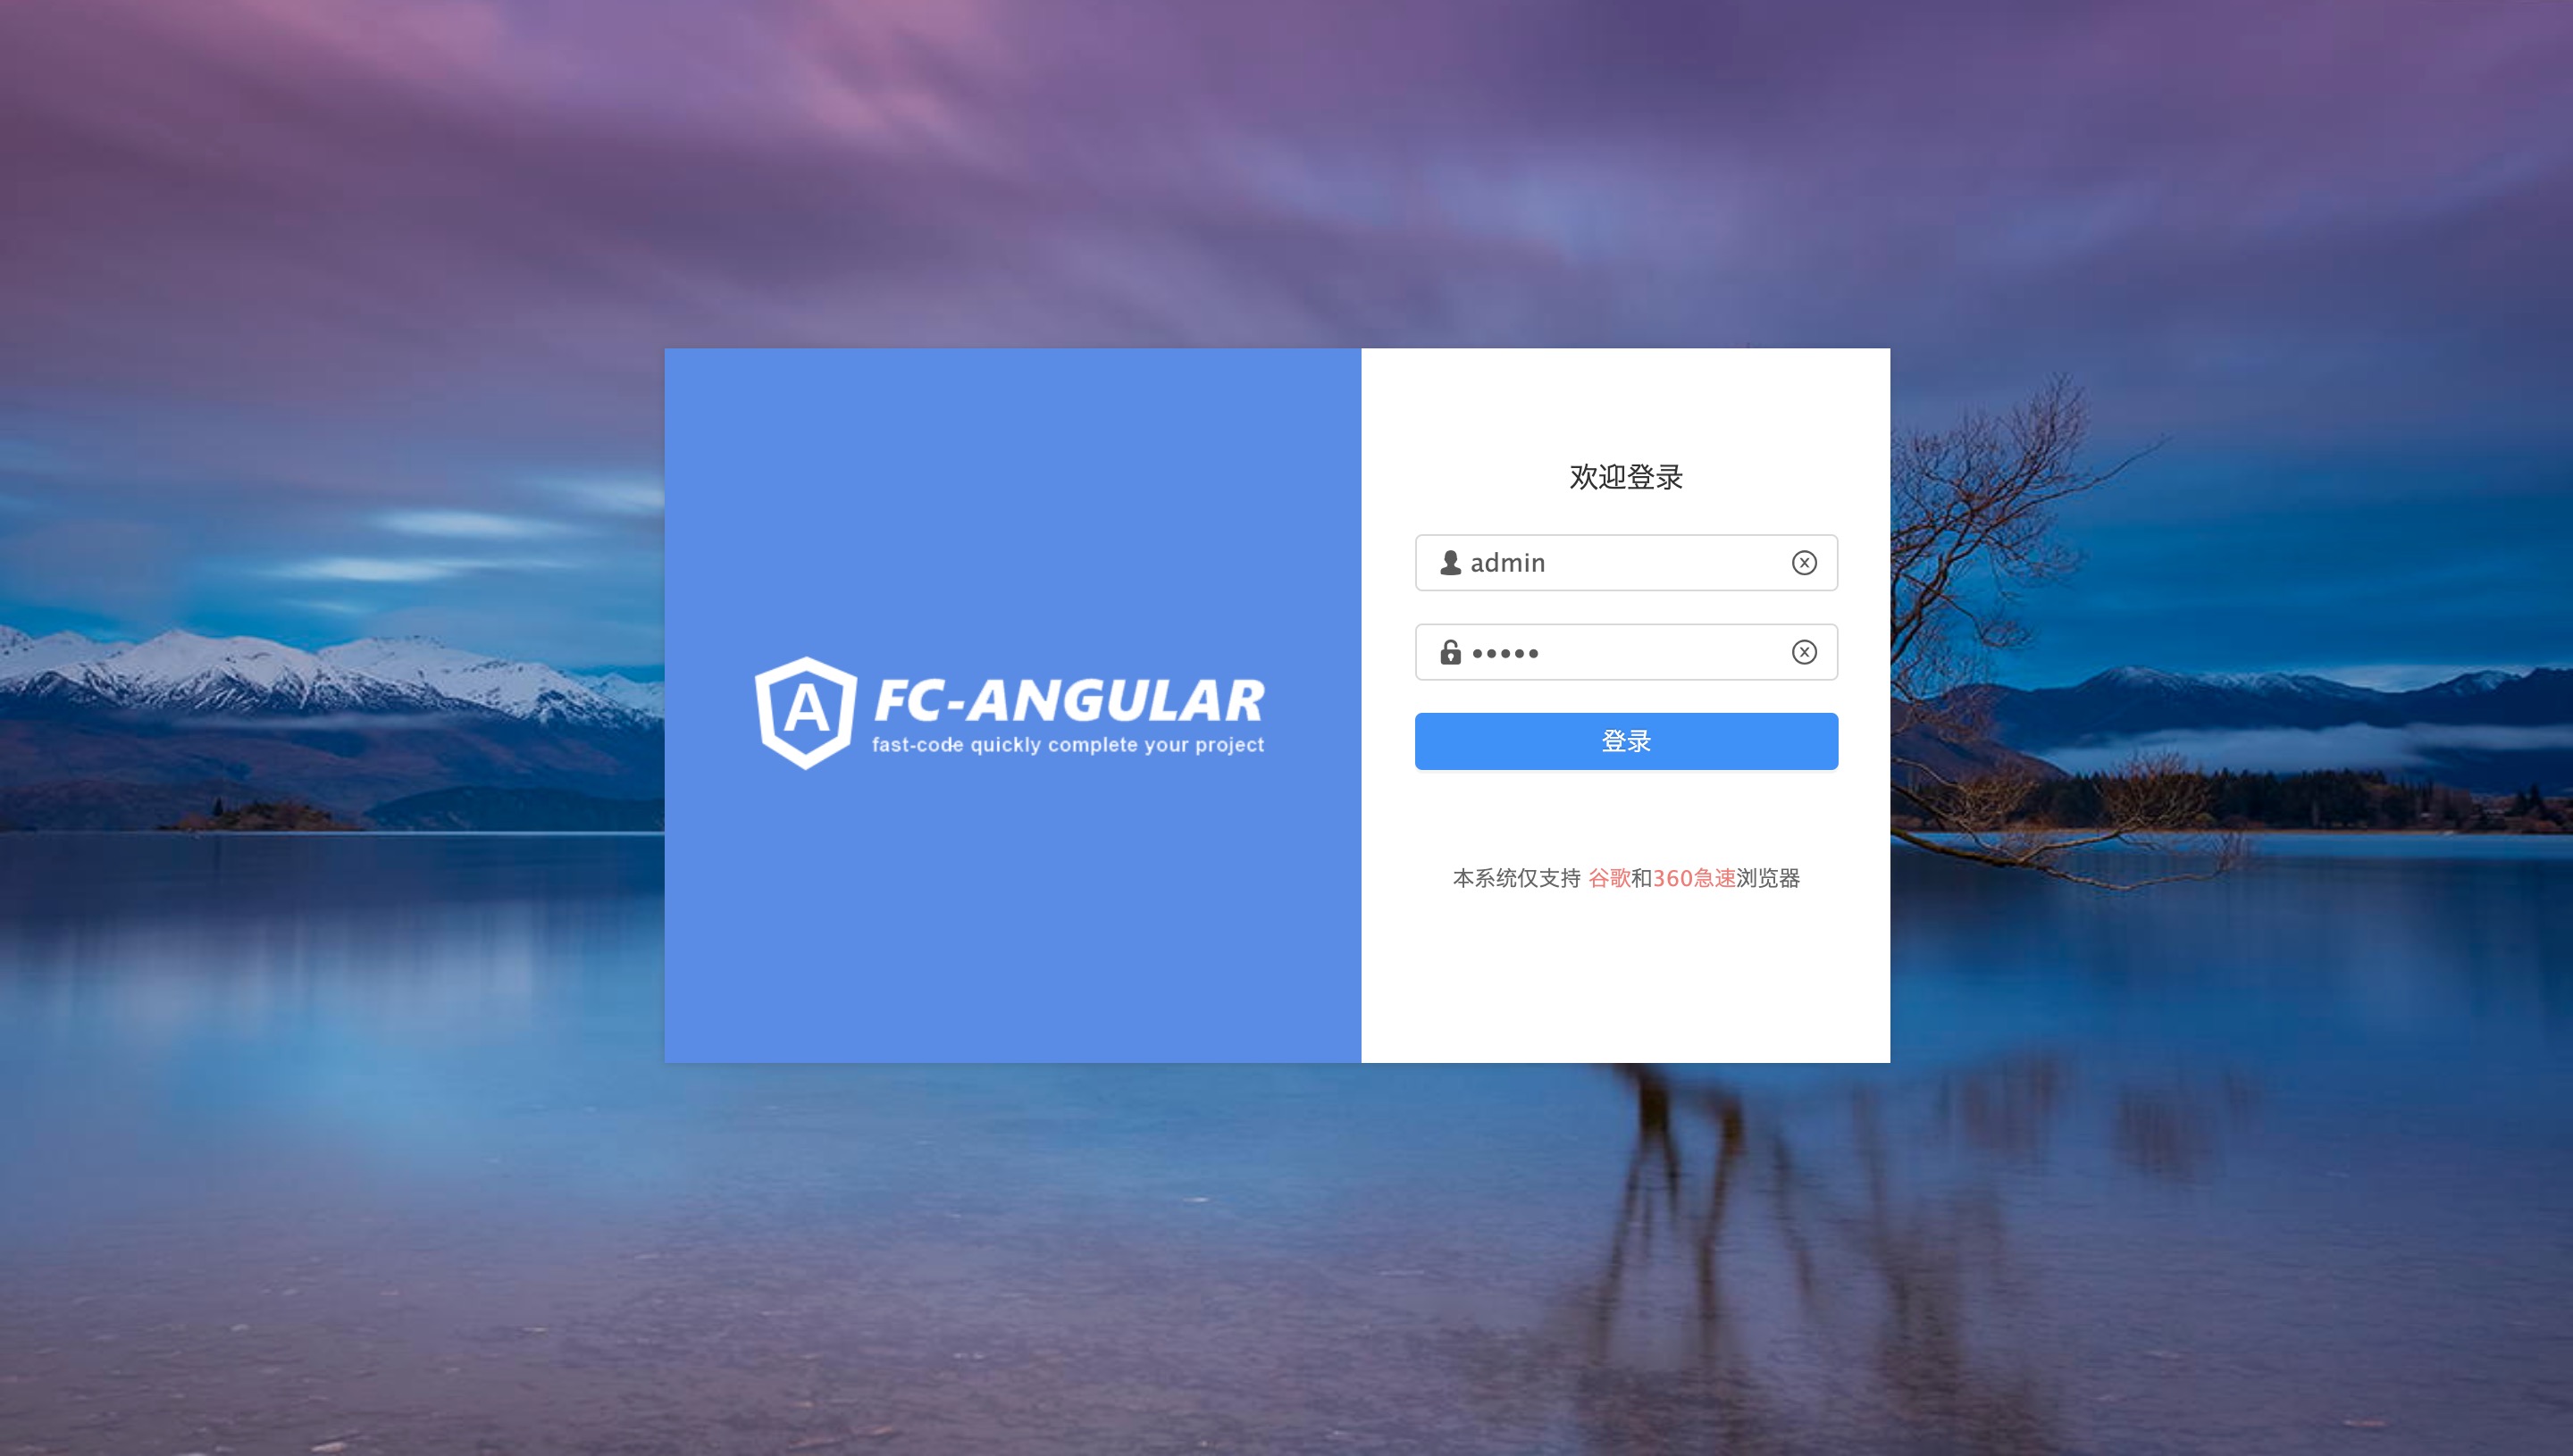 A FC-ANGULAR
fast-code quickly complete your project
欢迎登录
admin
•••••
登录
本系统仅支持 谷歌和360急速浏览器